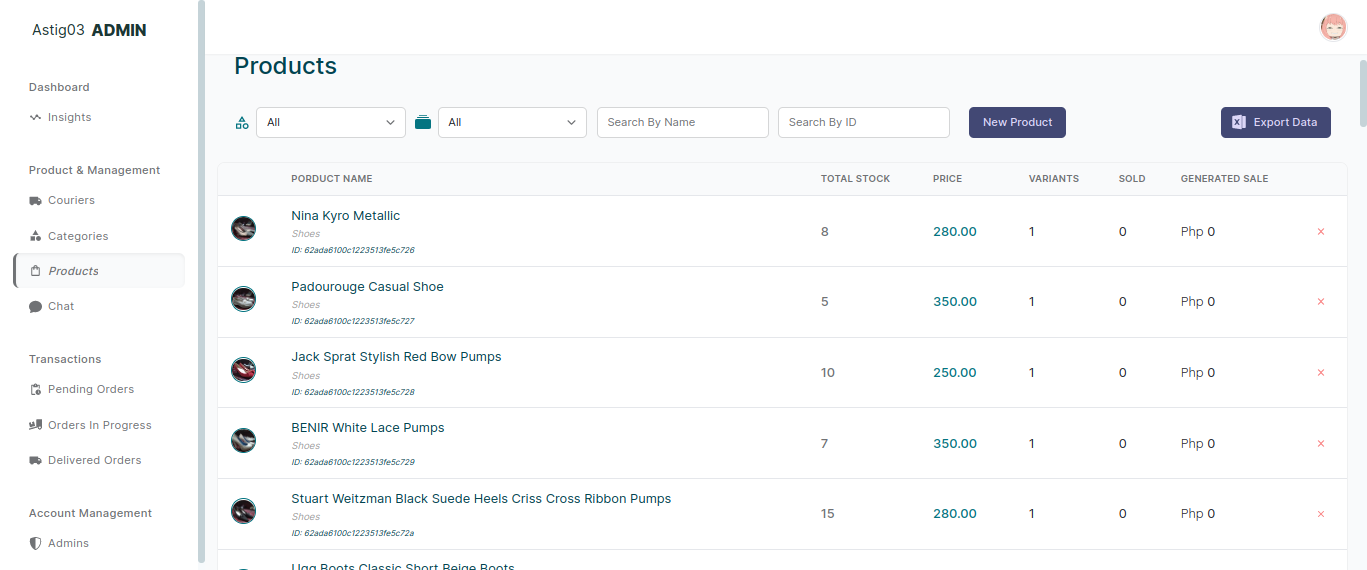 Astig03 ADMIN
Dashboard
Insights
Product & Management
Couriers
Categories
Products
Chat
Transactions
Pending Orders
Orders In Progress
Delivered Orders
Account Management
Admins
Products
All
All
Search By Name
Search By ID
New Product
Export Data
PORDUCT NAME TOTAL STOCK PRICE VARIANTS SOLD GENERATED SALE
Nina Kyro Metallic
Shoes
ID: 62ada6100c1223513fe5c726
8 280.00 1 0 Php 0 ×
Padourouge Casual Shoe
Shoes
ID: 62ada6100c1223513fe5c727
5 350.00 1 0 Php 0 ×
Jack Sprat Stylish Red Bow Pumps
Shoes
ID: 62ada6100c1223513fe5c728
10 250.00 1 0 Php 0 ×
BENIR White Lace Pumps
Shoes
ID: 62ada6100c1223513fe5c729
7 350.00 1 0 Php 0 ×
Stuart Weitzman Black Suede Heels Criss Cross Ribbon Pumps
Shoes
ID: 62ada6100c1223513fe5c72a
15 280.00 1 0 Php 0 ×
Ugg Boots Classic Short Beige Boots